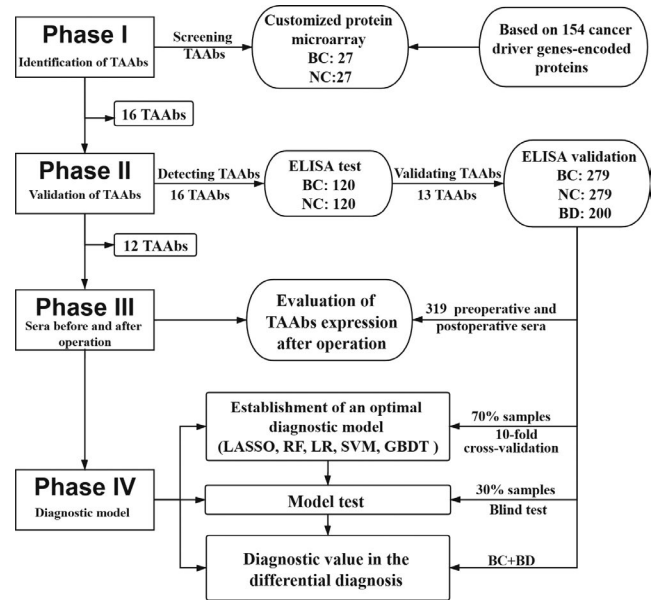 Phase I
Identification of TAAbs
Screening
TAAbs
Customized protein
microarray
BC: 27
NC:27
Based on 154 cancer
driver genes-encoded
proteins
16 TAAbs
Phase II
Validation of TAAbs
Detecting TAAbs
16 TAAbs
ELISA test
BC: 120
NC: 120
Validating TAAbs
13 TAAbs
ELISA validation
BC: 279
NC: 279
BD: 200
12 TAAbs
Phase III
Sera before and after
operation
Evaluation of
TAAbs expression
after operation
319 preoperative and
postoperative sera
Establishment of an optimal
diagnostic model
(LASSO, RF, LR, SVM, GBDT )
70% samples
10-fold
cross-validation
Phase IV
Diagnostic model
Model test
30% samples
Blind test
Diagnostic value in the
differential diagnosis
BC+BD